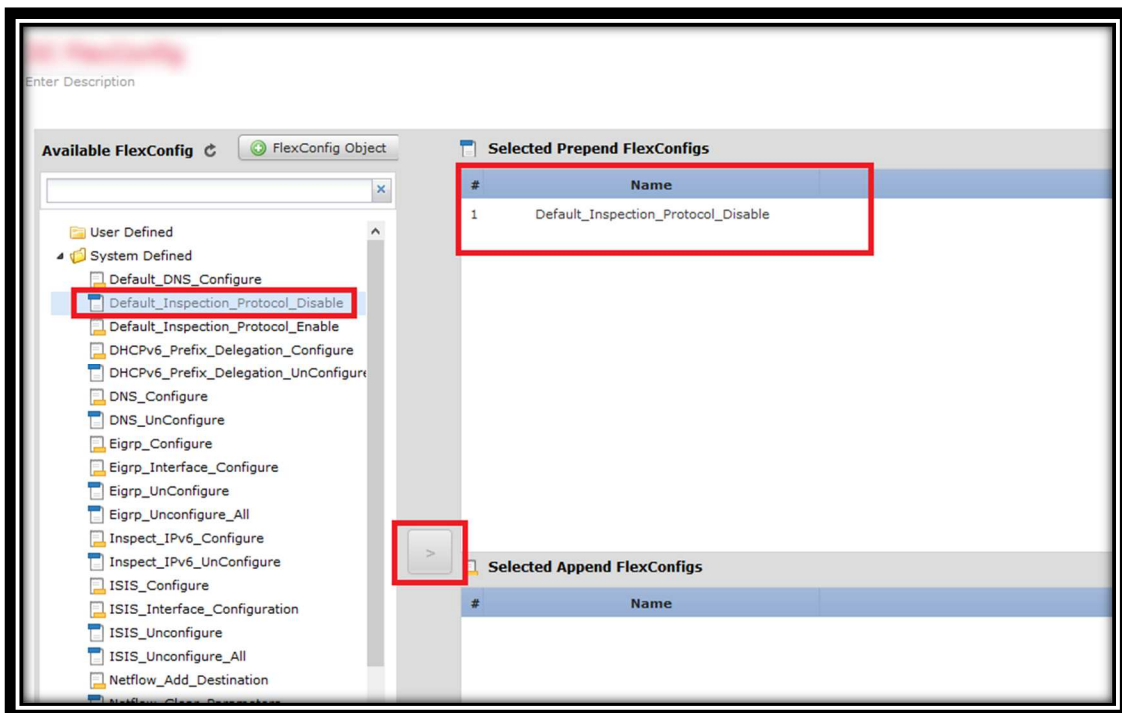 Enter Description
Available FlexConfig
FlexConfig Object
User Defined
System Defined
Default_DNS_Configure
Default_Inspection_Protocol_Disable
Default_Inspection_Protocol_Enable
DHCPv6_Prefix_Delegation_Configure
DHCPv6_Prefix_Delegation_UnConfigure
DNS_Configure
DNS_UnConfigure
Eigrp_Configure
Eigrp_Interface_Configure
Eigrp_UnConfigure
Eigrp_Unconfigure_All
Inspect_IPv6_Configure
Inspect_IPv6_UnConfigure
ISIS_Configure
ISIS_Interface_Configuration
ISIS_Unconfigure
ISIS_Unconfigure_All
Netflow_Add_Destination
>
Selected Prepend FlexConfigs
# Name
1 Default_Inspection_Protocol_Disable
Selected Append FlexConfigs
# Name